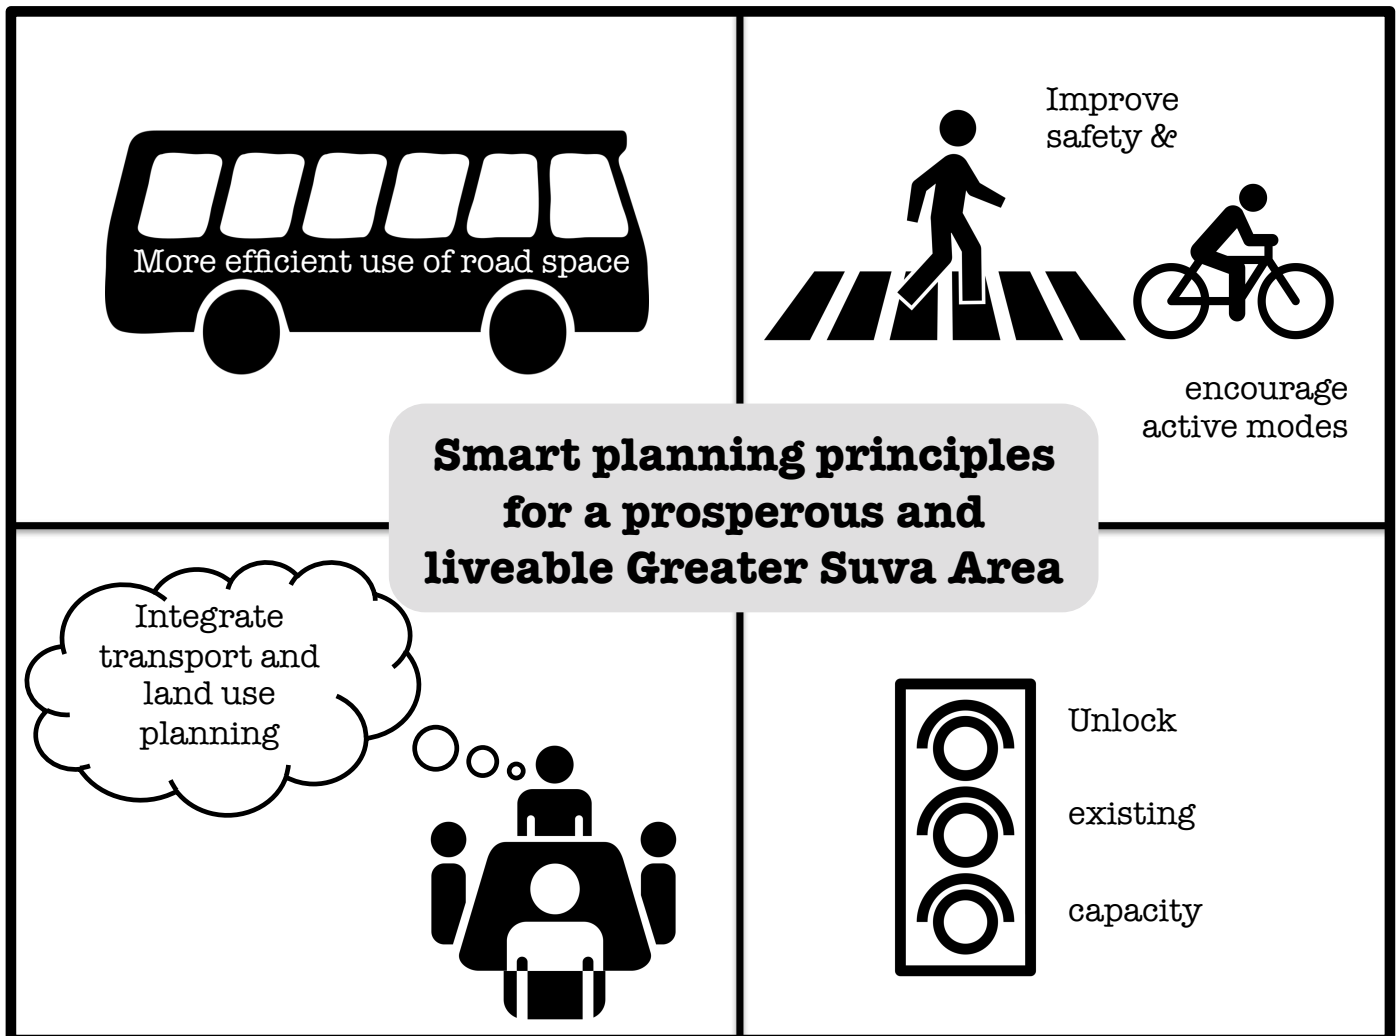 More efficient use of road space
Improve
safety &
encourage
active modes
Smart planning principles
for a prosperous and
liveable Greater Suva Area
Integrate
transport and
land use
planning
Unlock
existing
capacity